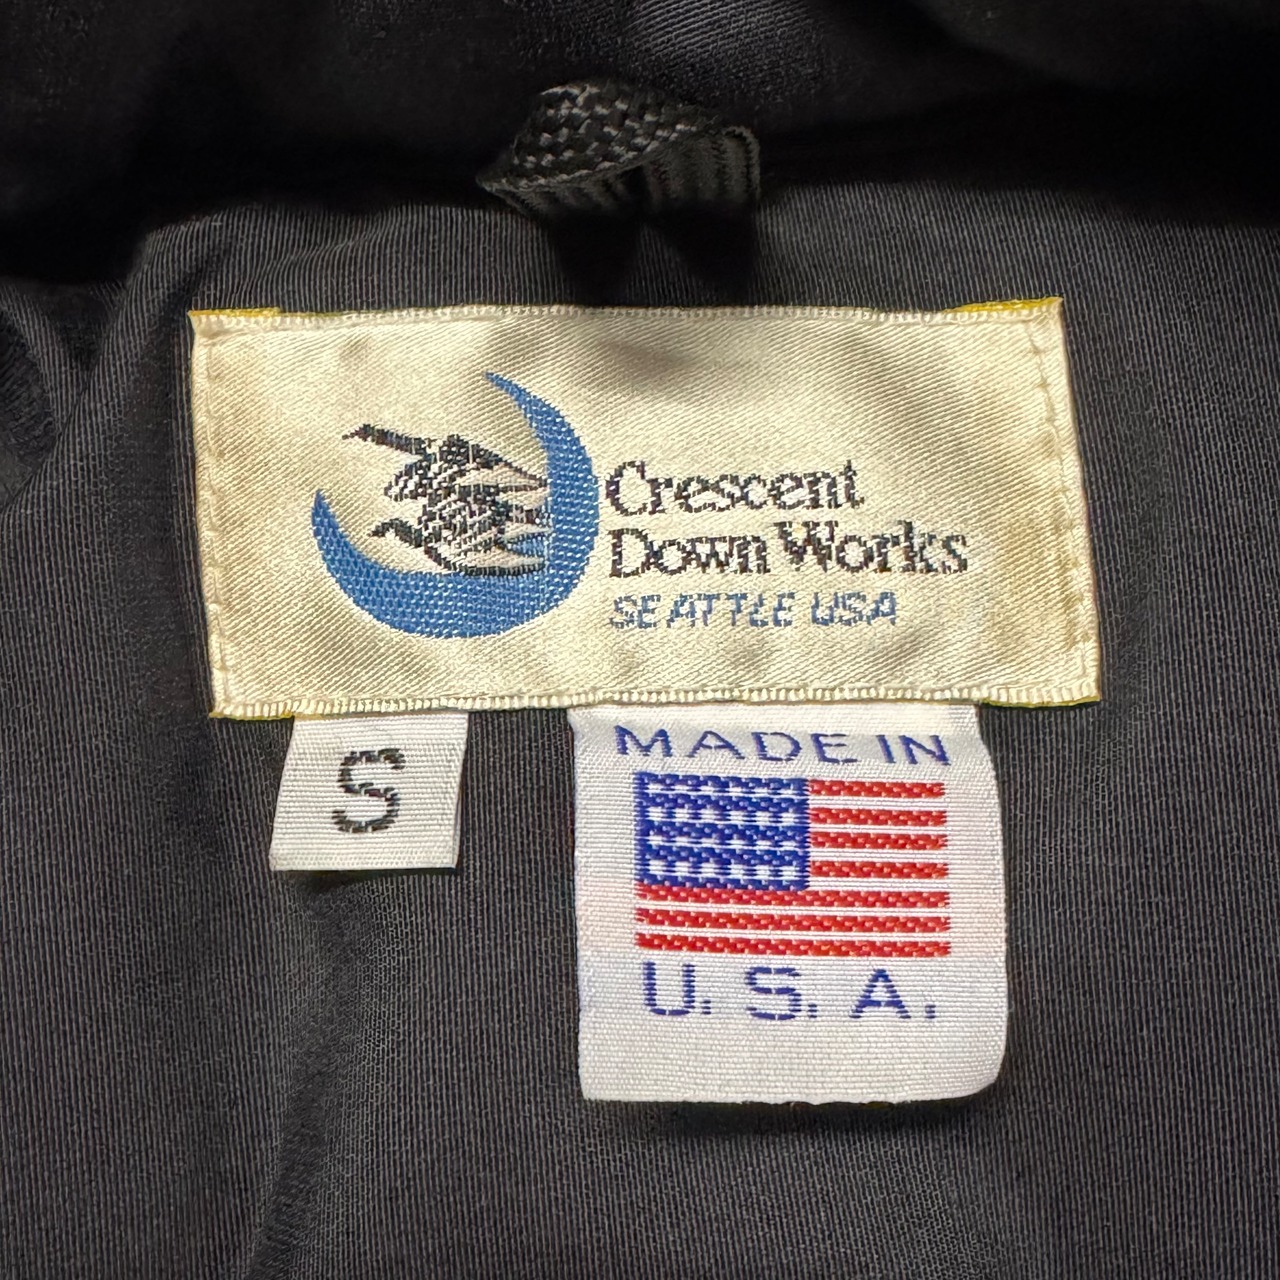 Crescent
Down Works
SEATTLE USA
S
MADE IN
U.S.A.